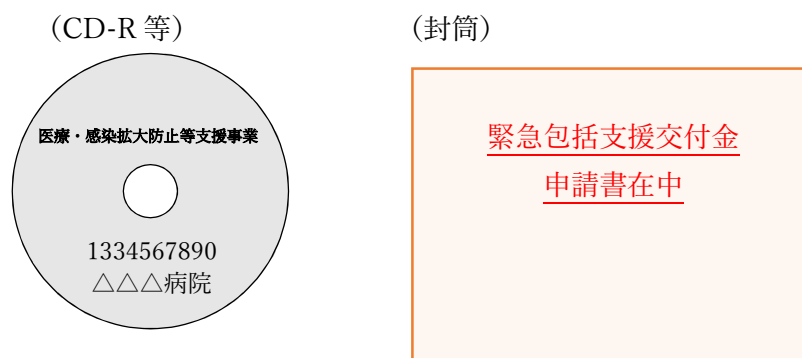 （CD-R 等）
医療・感染拡大防止等支援事業
1334567890
△△△病院
（封筒）
緊急包括支援交付金
申請書在中